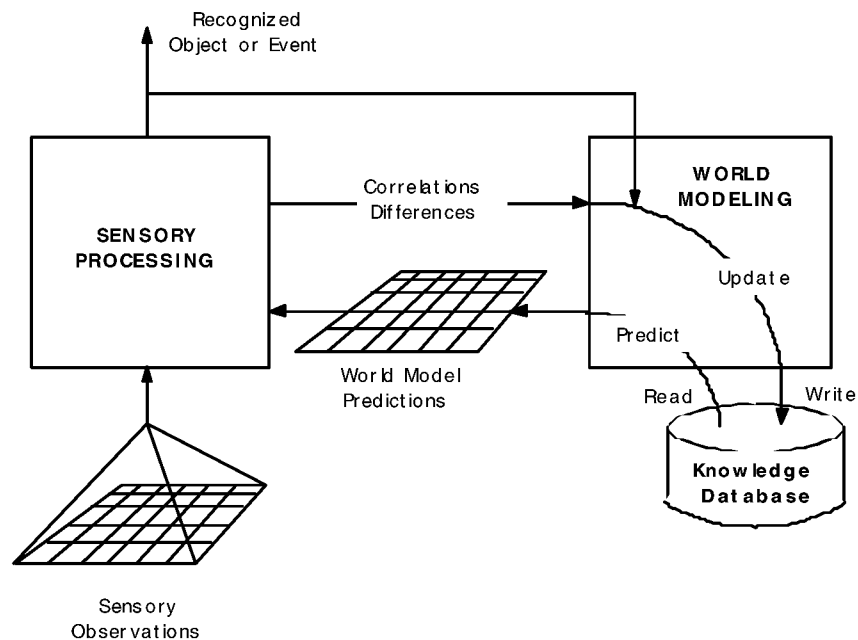 Recognized
Object or Event
WORLD
MODELING
Correlations
Differences
SENSORY
PROCESSING
Update
Predict
World Model
Predictions
Read
Write
Knowledge
Database
Sensory
Observations